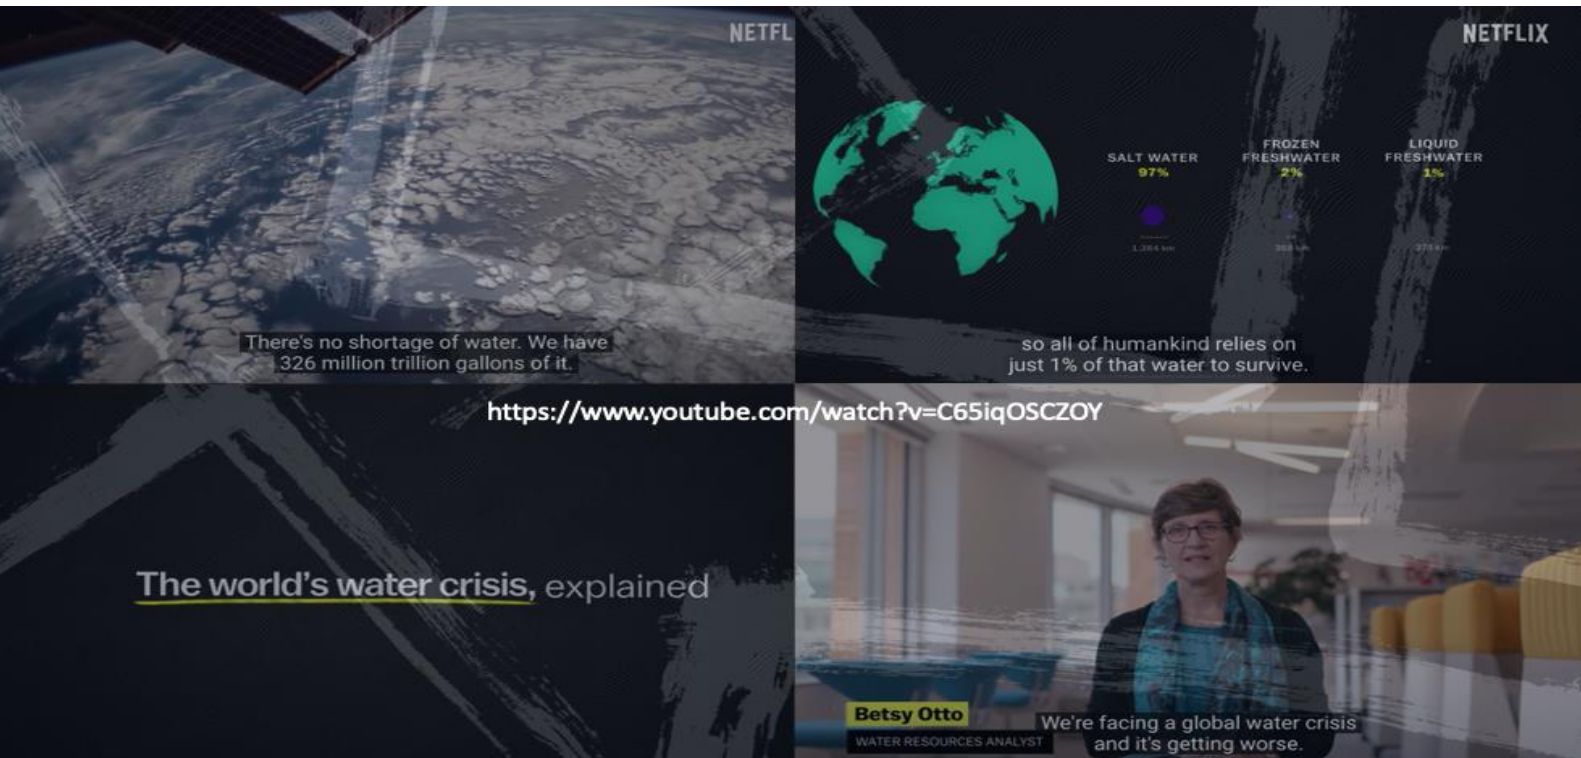 NETFL
There's no shortage of water. We have
326 million trillion gallons of it.
NETFLIX
SALT WATER
97%
1,384 km
FROZEN
FRESHWATER
2%
LIQUID
FRESHWATER
1%
so all of humankind relies on
just 1% of that water to survive.
https://www.youtube.com/watch?v=C65iqOSCZOY
The world's water crisis, explained
Betsy Otto
WATER RESOURCES ANALYST
We're facing a global water crisis
and it's getting worse.